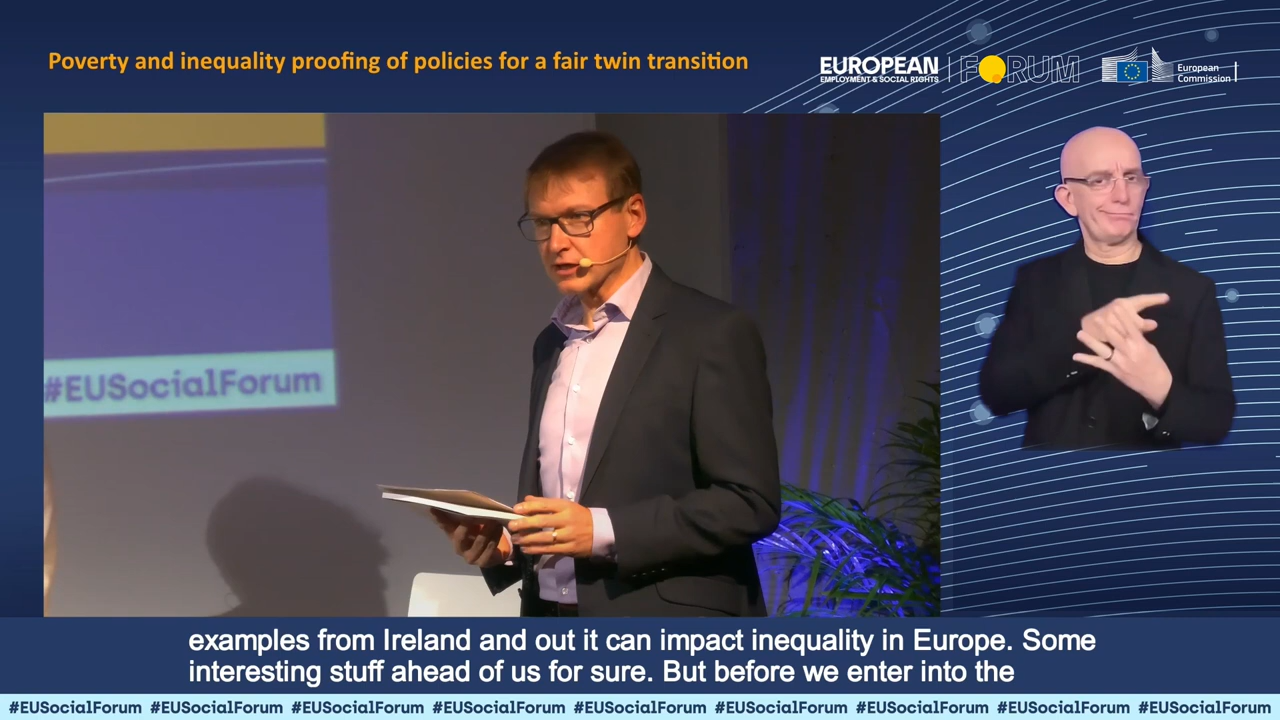 Poverty and inequality proofing of policies for a fair twin transition
EUROPEAN
EMPLOYMENT & SOCIAL RIGHTS
FORUM
European
Commission
#EUSocialForum
examples from Ireland and out it can impact inequality in Europe. Some
interesting stuff ahead of us for sure. But before we enter into the
#EUSocialForum #EUSocialForum #EUSocialForum #EUSocialForum #EUSocialForum #EUSocialForum #EUSocialForum #EUSocialForum #EUSocialForum